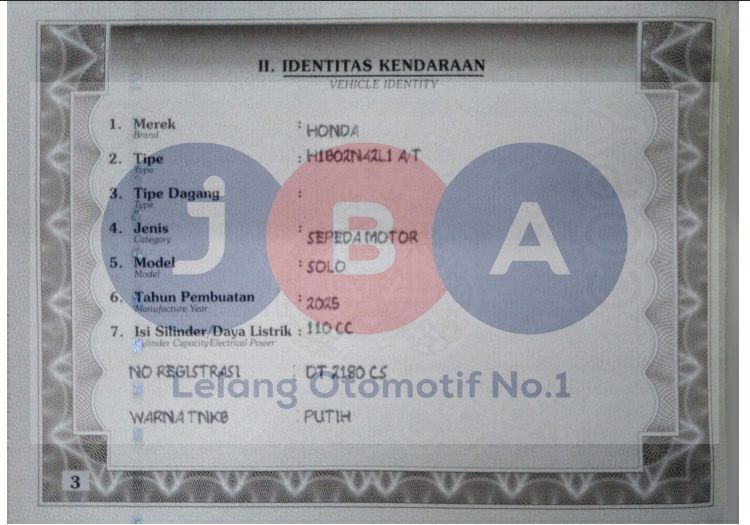 II. IDENTITAS KENDARAAN
VEHICLE IDENTITY
1. Merek : HONDA
Brand
2. Tipe : H1B02N42L1 A/T
Type
3. Tipe Dagang :
Type
4. Jenis : SEPEDA MOTOR
Category
5. Model : SOLO
Model
6. Tahun Pembuatan : 2025
Manufacture Year
7. Isi Silinder/Daya Listrik : 110 CC
Cylinder Capacity/Electrical Power
NO REGISTRASI : DT 2180 CS
WARNA TNKB : PUTIH
JBA
Lelang Otomotif No.1
3